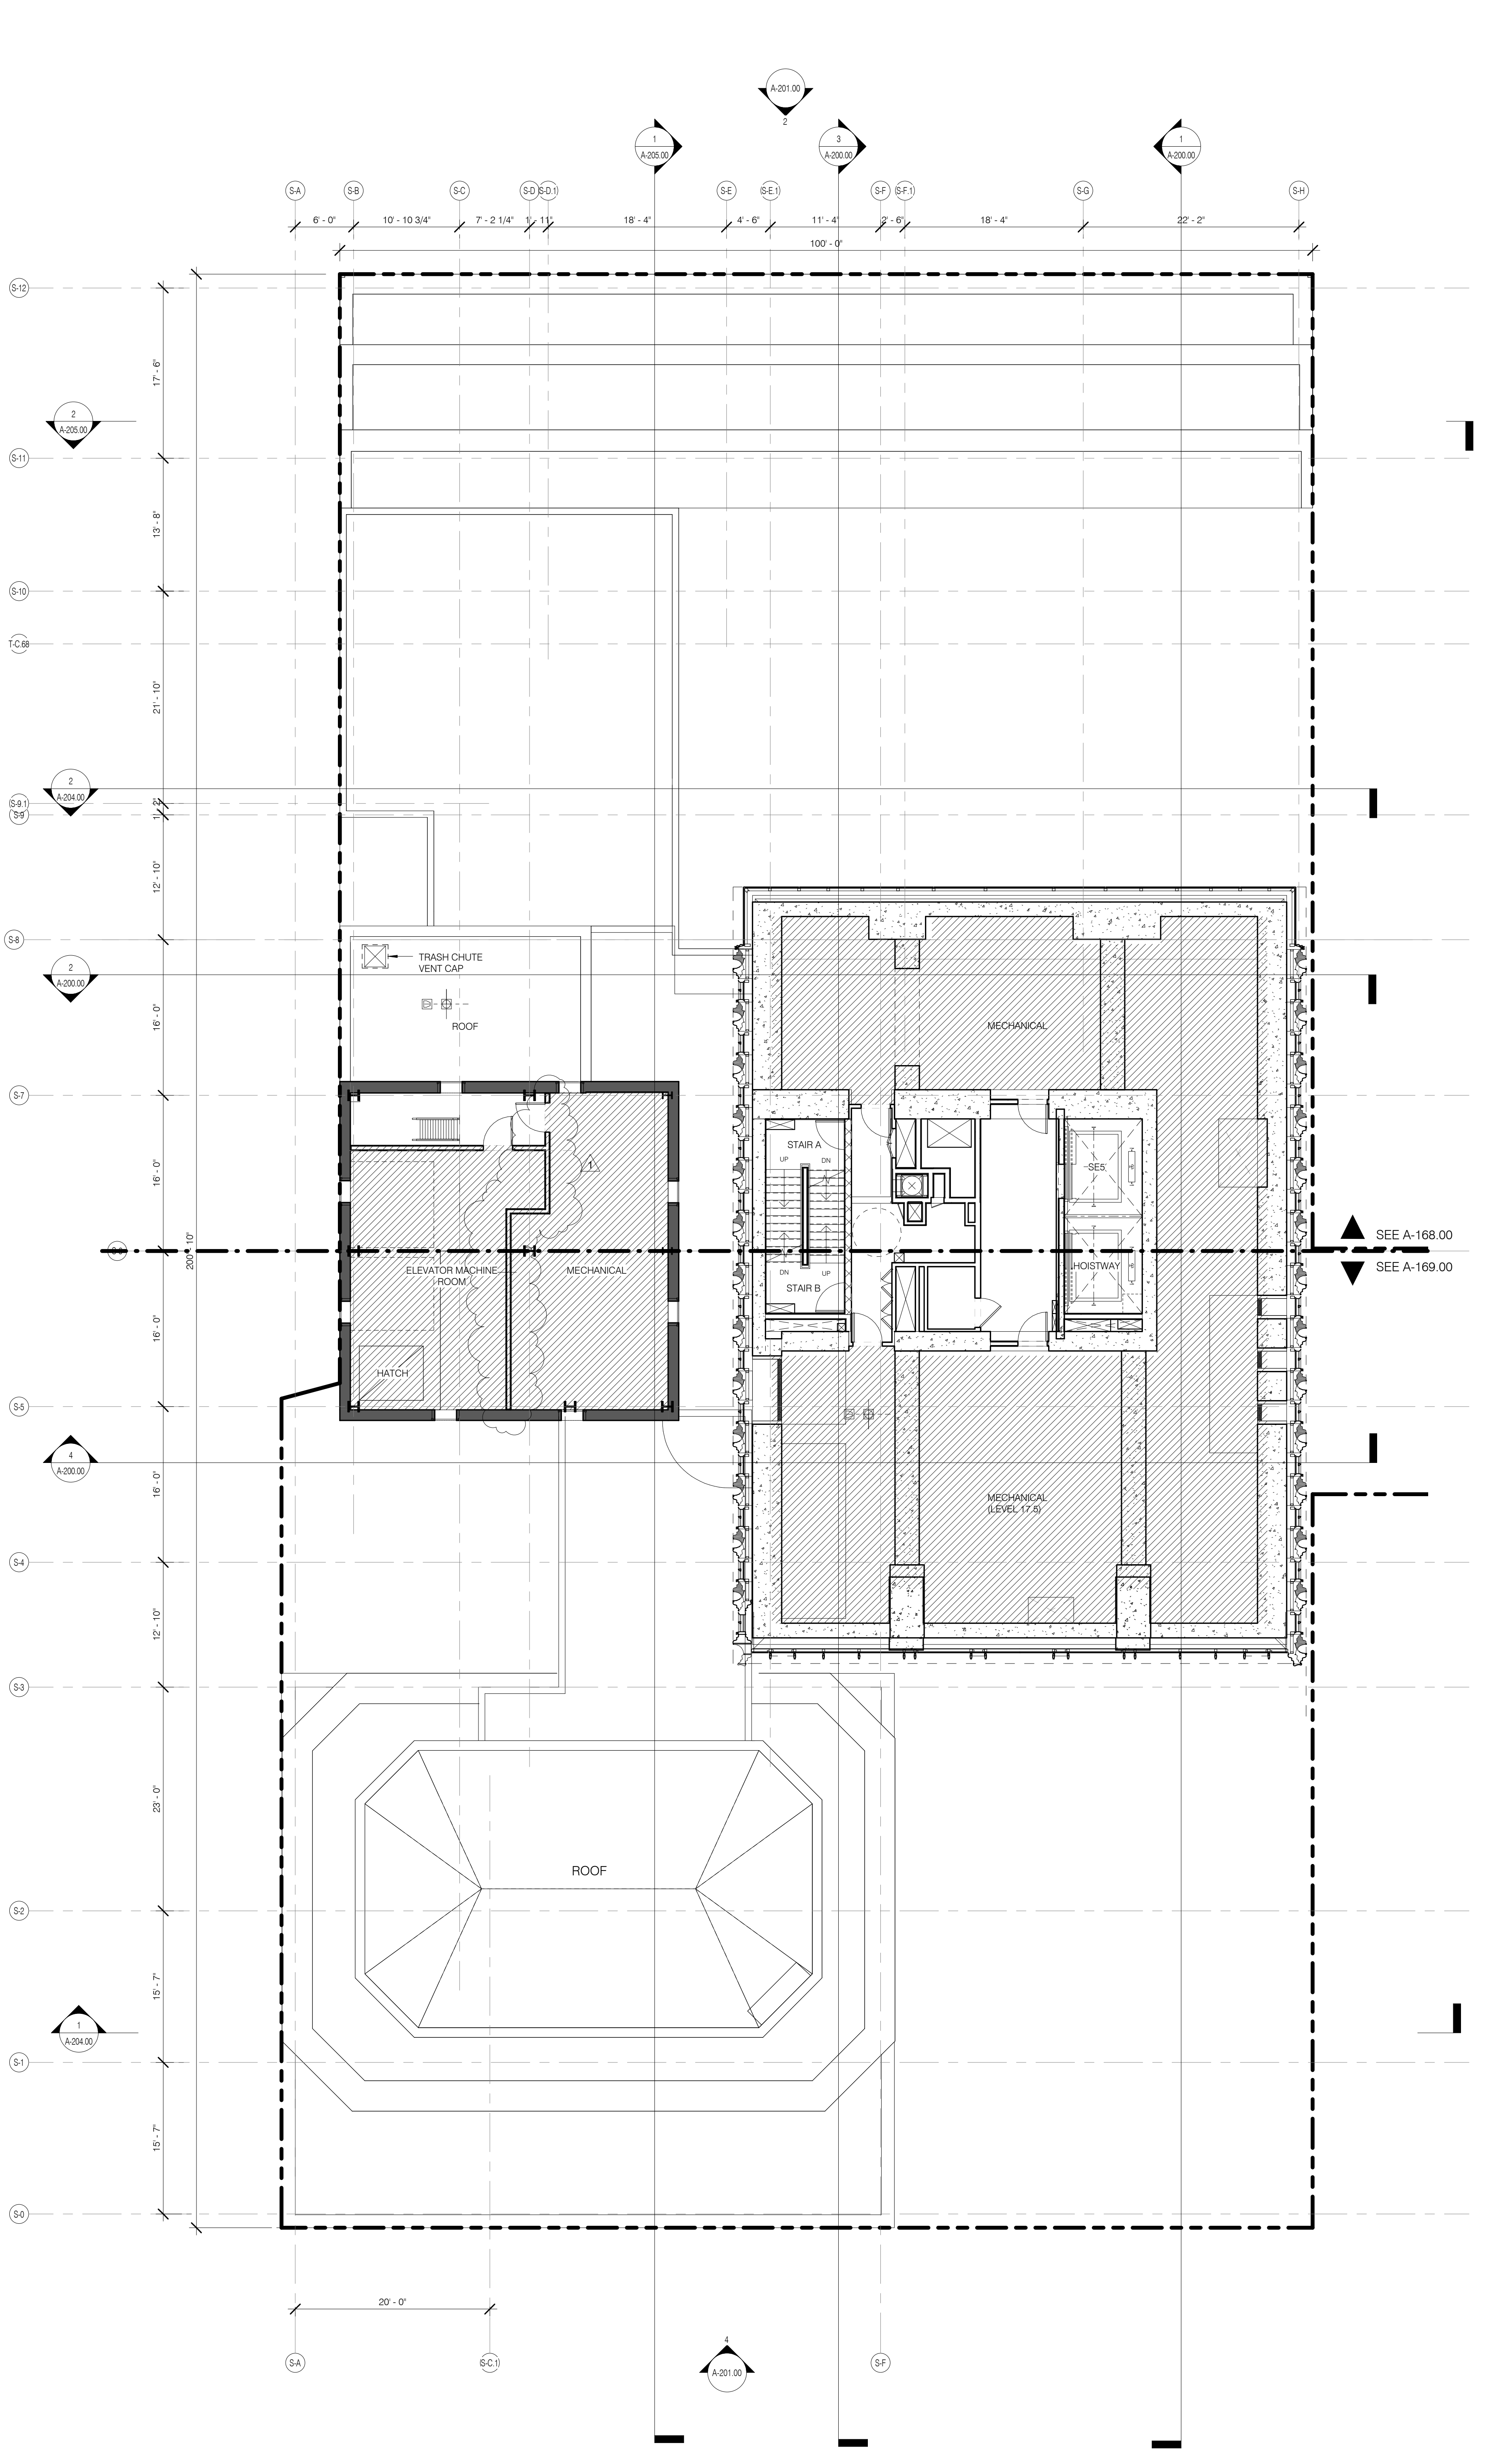 A-201.00
2
1
A-205.00
3
A-200.00
1
A-200.00
S-A
S-B
S-C
S-D
(S-D.1)
S-E
(S-E.1)
S-F
(S-F.1)
S-G
S-H
6' - 0"
10' - 10 3/4"
7' - 2 1/4"
1' - 11"
18' - 4"
4' - 6"
11' - 4"
2' - 6"
18' - 4"
22' - 2"
100' - 0"
S-12
17' - 6"
2
A-205.00
S-11
13' - 8"
S-10
T-C.68
21' - 10"
2
A-204.00
(S-9.1)
S-9
12' - 10"
S-8
TRASH CHUTE
VENT CAP
2
A-200.00
16' - 0"
ROOF
MECHANICAL
S-7
STAIR A
UP
DN
16' - 0"
1
SE5
200' - 10"
SEE A-168.00
SEE A-169.00
ELEVATOR MACHINE
ROOM
MECHANICAL
DN
UP
HOISTWAY
STAIR B
16' - 0"
HATCH
S-5
4
A-200.00
16' - 0"
MECHANICAL
(LEVEL 17.5)
S-4
12' - 10"
S-3
23' - 0"
ROOF
S-2
15' - 7"
1
A-204.00
S-1
15' - 7"
S-0
20' - 0"
S-A
(S-C.1)
S-F
4
A-201.00